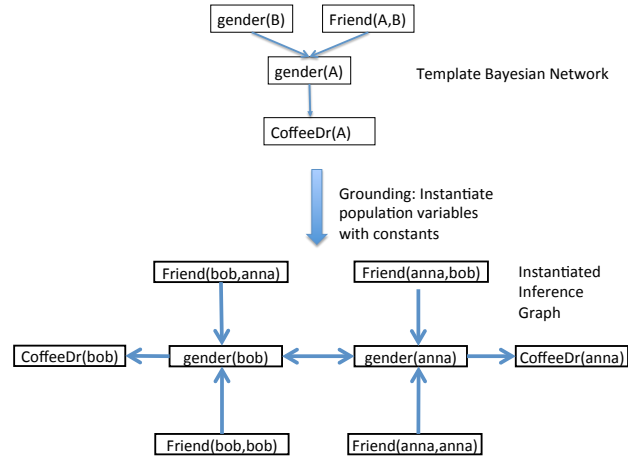 gender(B)
Friend(A,B)
gender(A)
Template Bayesian Network
CoffeeDr(A)
Grounding: Instantiate
population variables
with constants
Friend(bob,anna)
Friend(anna,bob)
Instantiated
Inference
Graph
CoffeeDr(bob)
gender(bob)
gender(anna)
CoffeeDr(anna)
Friend(bob,bob)
Friend(anna,anna)